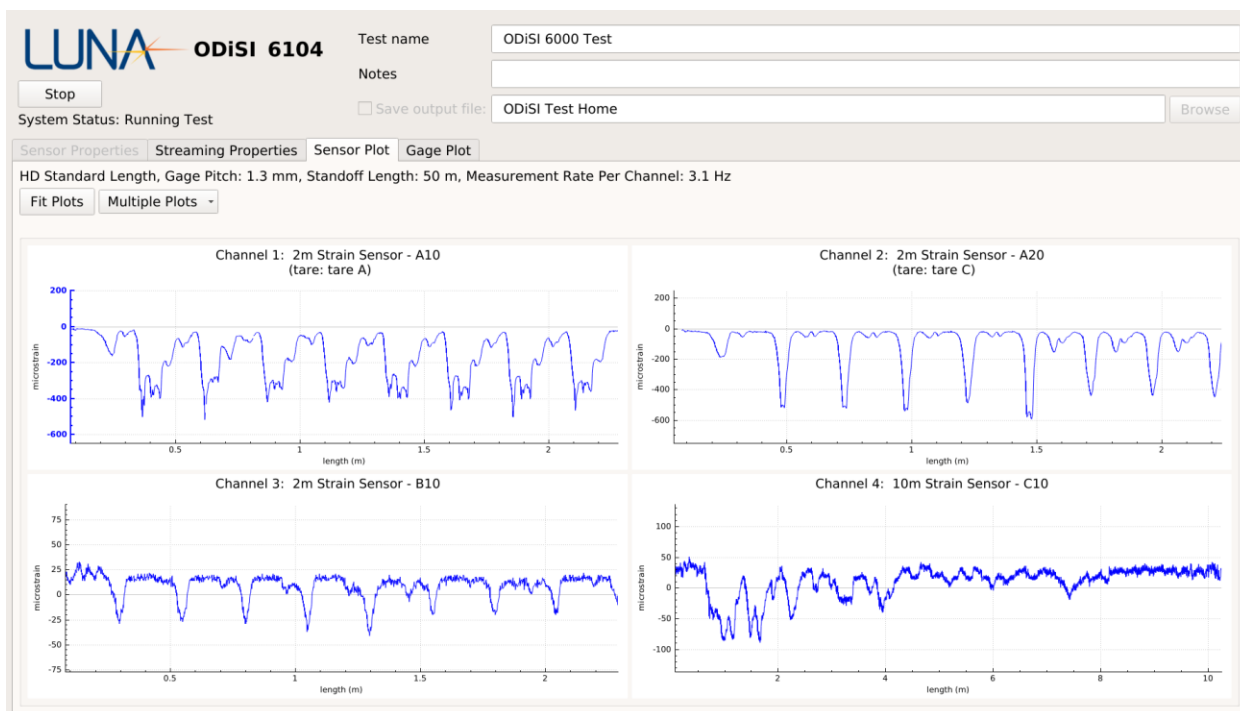 LUNA ODiSI 6104
Test name ODiSI 6000 Test
Notes
Stop
Save output file: ODiSI Test Home Browse
System Status: Running Test
Sensor Properties Streaming Properties Sensor Plot Gage Plot
HD Standard Length, Gage Pitch: 1.3 mm, Standoff Length: 50 m, Measurement Rate Per Channel: 3.1 Hz
Fit Plots Multiple Plots
Channel 1: 2m Strain Sensor - A10
(tare: tare A)
200
0
-200
-400
-600
microstrain
0.5 1 1.5 2
length (m)
Channel 2: 2m Strain Sensor - A20
(tare: tare C)
200
0
-200
-400
-600
microstrain
0.5 1 1.5 2
length (m)
Channel 3: 2m Strain Sensor - B10
75
50
25
0
-25
-50
-75
microstrain
0.5 1 1.5 2
length (m)
Channel 4: 10m Strain Sensor - C10
100
50
0
-50
-100
microstrain
2 4 6 8 10
length (m)